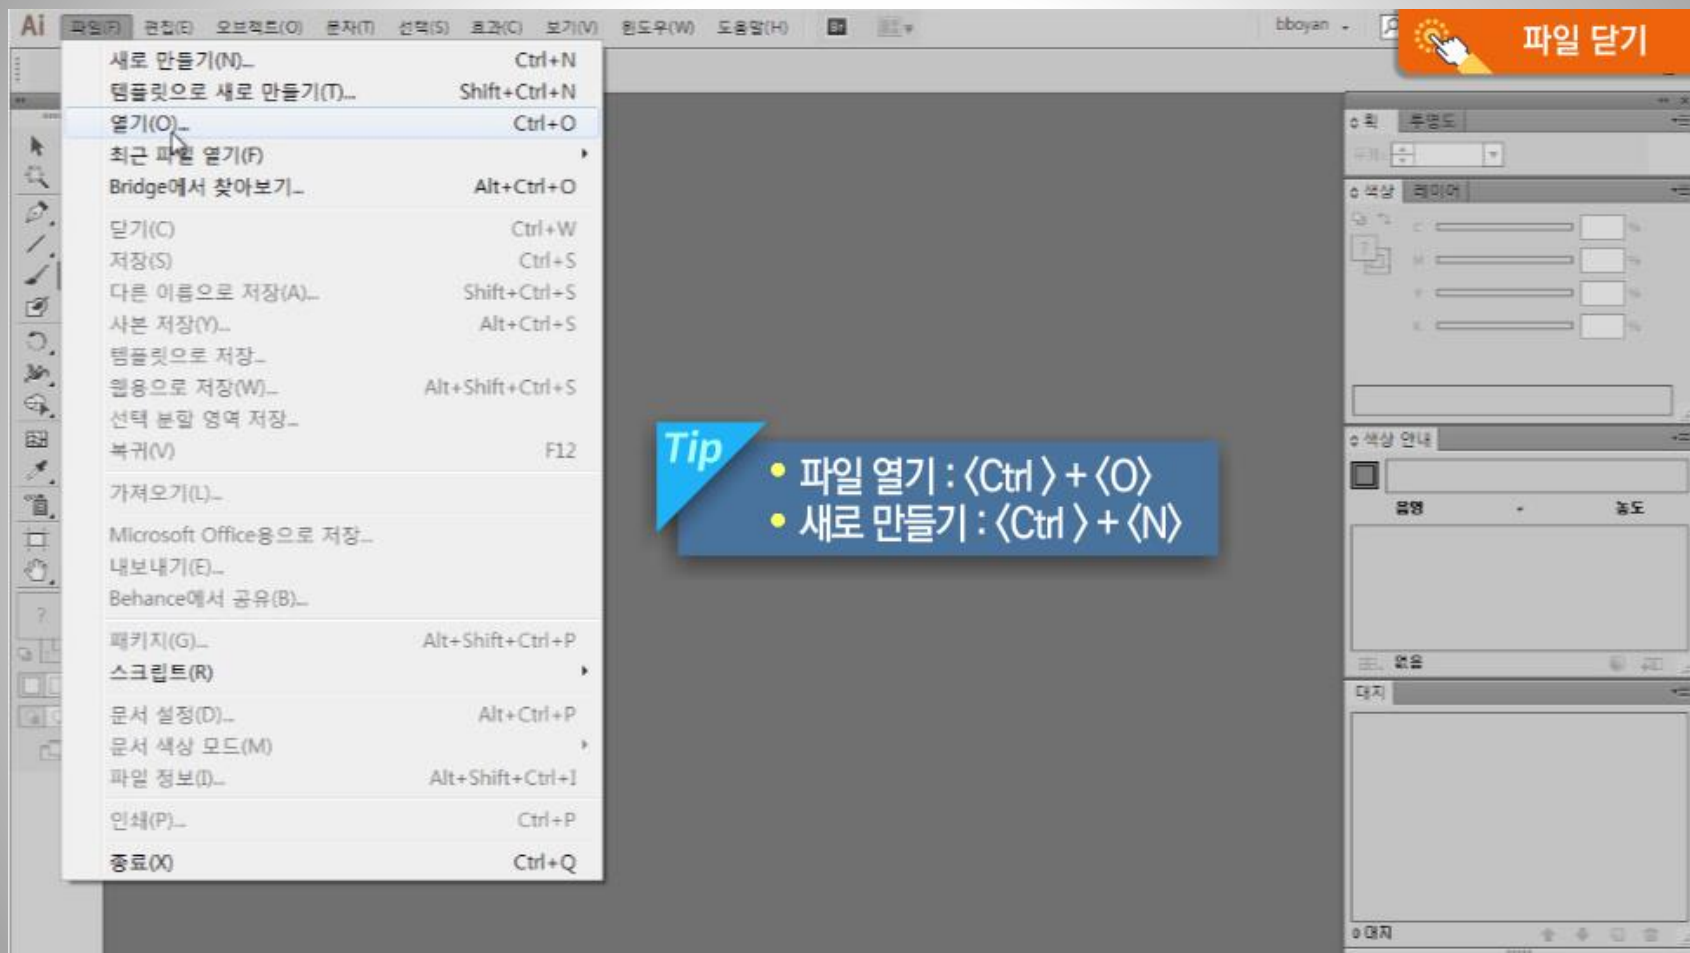 Ai 파일(F) 편집(E) 오브젝트(O) 문자(T) 선택(S) 효과(C) 보기(V) 윈도우(W) 도움말(H) Br bboyan
파일 닫기
새로 만들기(N)... Ctrl+N
템플릿으로 새로 만들기(T)... Shift+Ctrl+N
열기(O)... Ctrl+O
최근 파일 열기(F)
Bridge에서 찾아보기... Alt+Ctrl+O
닫기(C) Ctrl+W
저장(S) Ctrl+S
다른 이름으로 저장(A)... Shift+Ctrl+S
사본 저장(Y)... Alt+Ctrl+S
템플릿으로 저장...
웹용으로 저장(W)... Alt+Shift+Ctrl+S
선택 분할 영역 저장...
복귀(V) F12
가져오기(L)...
Microsoft Office용으로 저장...
내보내기(E)...
Behance에서 공유(B)...
패키지(G)... Alt+Shift+Ctrl+P
스크립트(R)
문서 설정(D)... Alt+Ctrl+P
문서 색상 모드(M)
파일 정보(I)... Alt+Shift+Ctrl+I
인쇄(P)... Ctrl+P
종료(X) Ctrl+Q
Tip
• 파일 열기 : 〈Ctrl 〉 + 〈O〉
• 새로 만들기 : 〈Ctrl 〉 + 〈N〉
획 투명도
색상 레이어
C %
M %
Y %
K %
색상 안내
음영 - 농도
없음
대지
대지